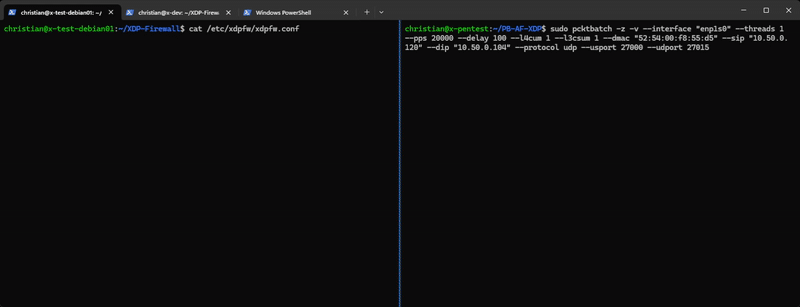 christian@x-test-debian01: ~/
christian@x-dev: ~/XDP-Firew
Windows PowerShell
christian@x-test-debian01:~/XDP-Firewall$ cat /etc/xdpfw/xdpfw.conf
christian@x-pentest:~/PB-AF-XDP$ sudo pcktbatch -z -v --interface "enp1s0" --threads 1
--pps 20000 --delay 100 --l4cum 1 --l3csum 1 --dmac "52:54:00:f8:55:d5" --sip "10.50.0.
120" --dip "10.50.0.104" --protocol udp --usport 27000 --udport 27015